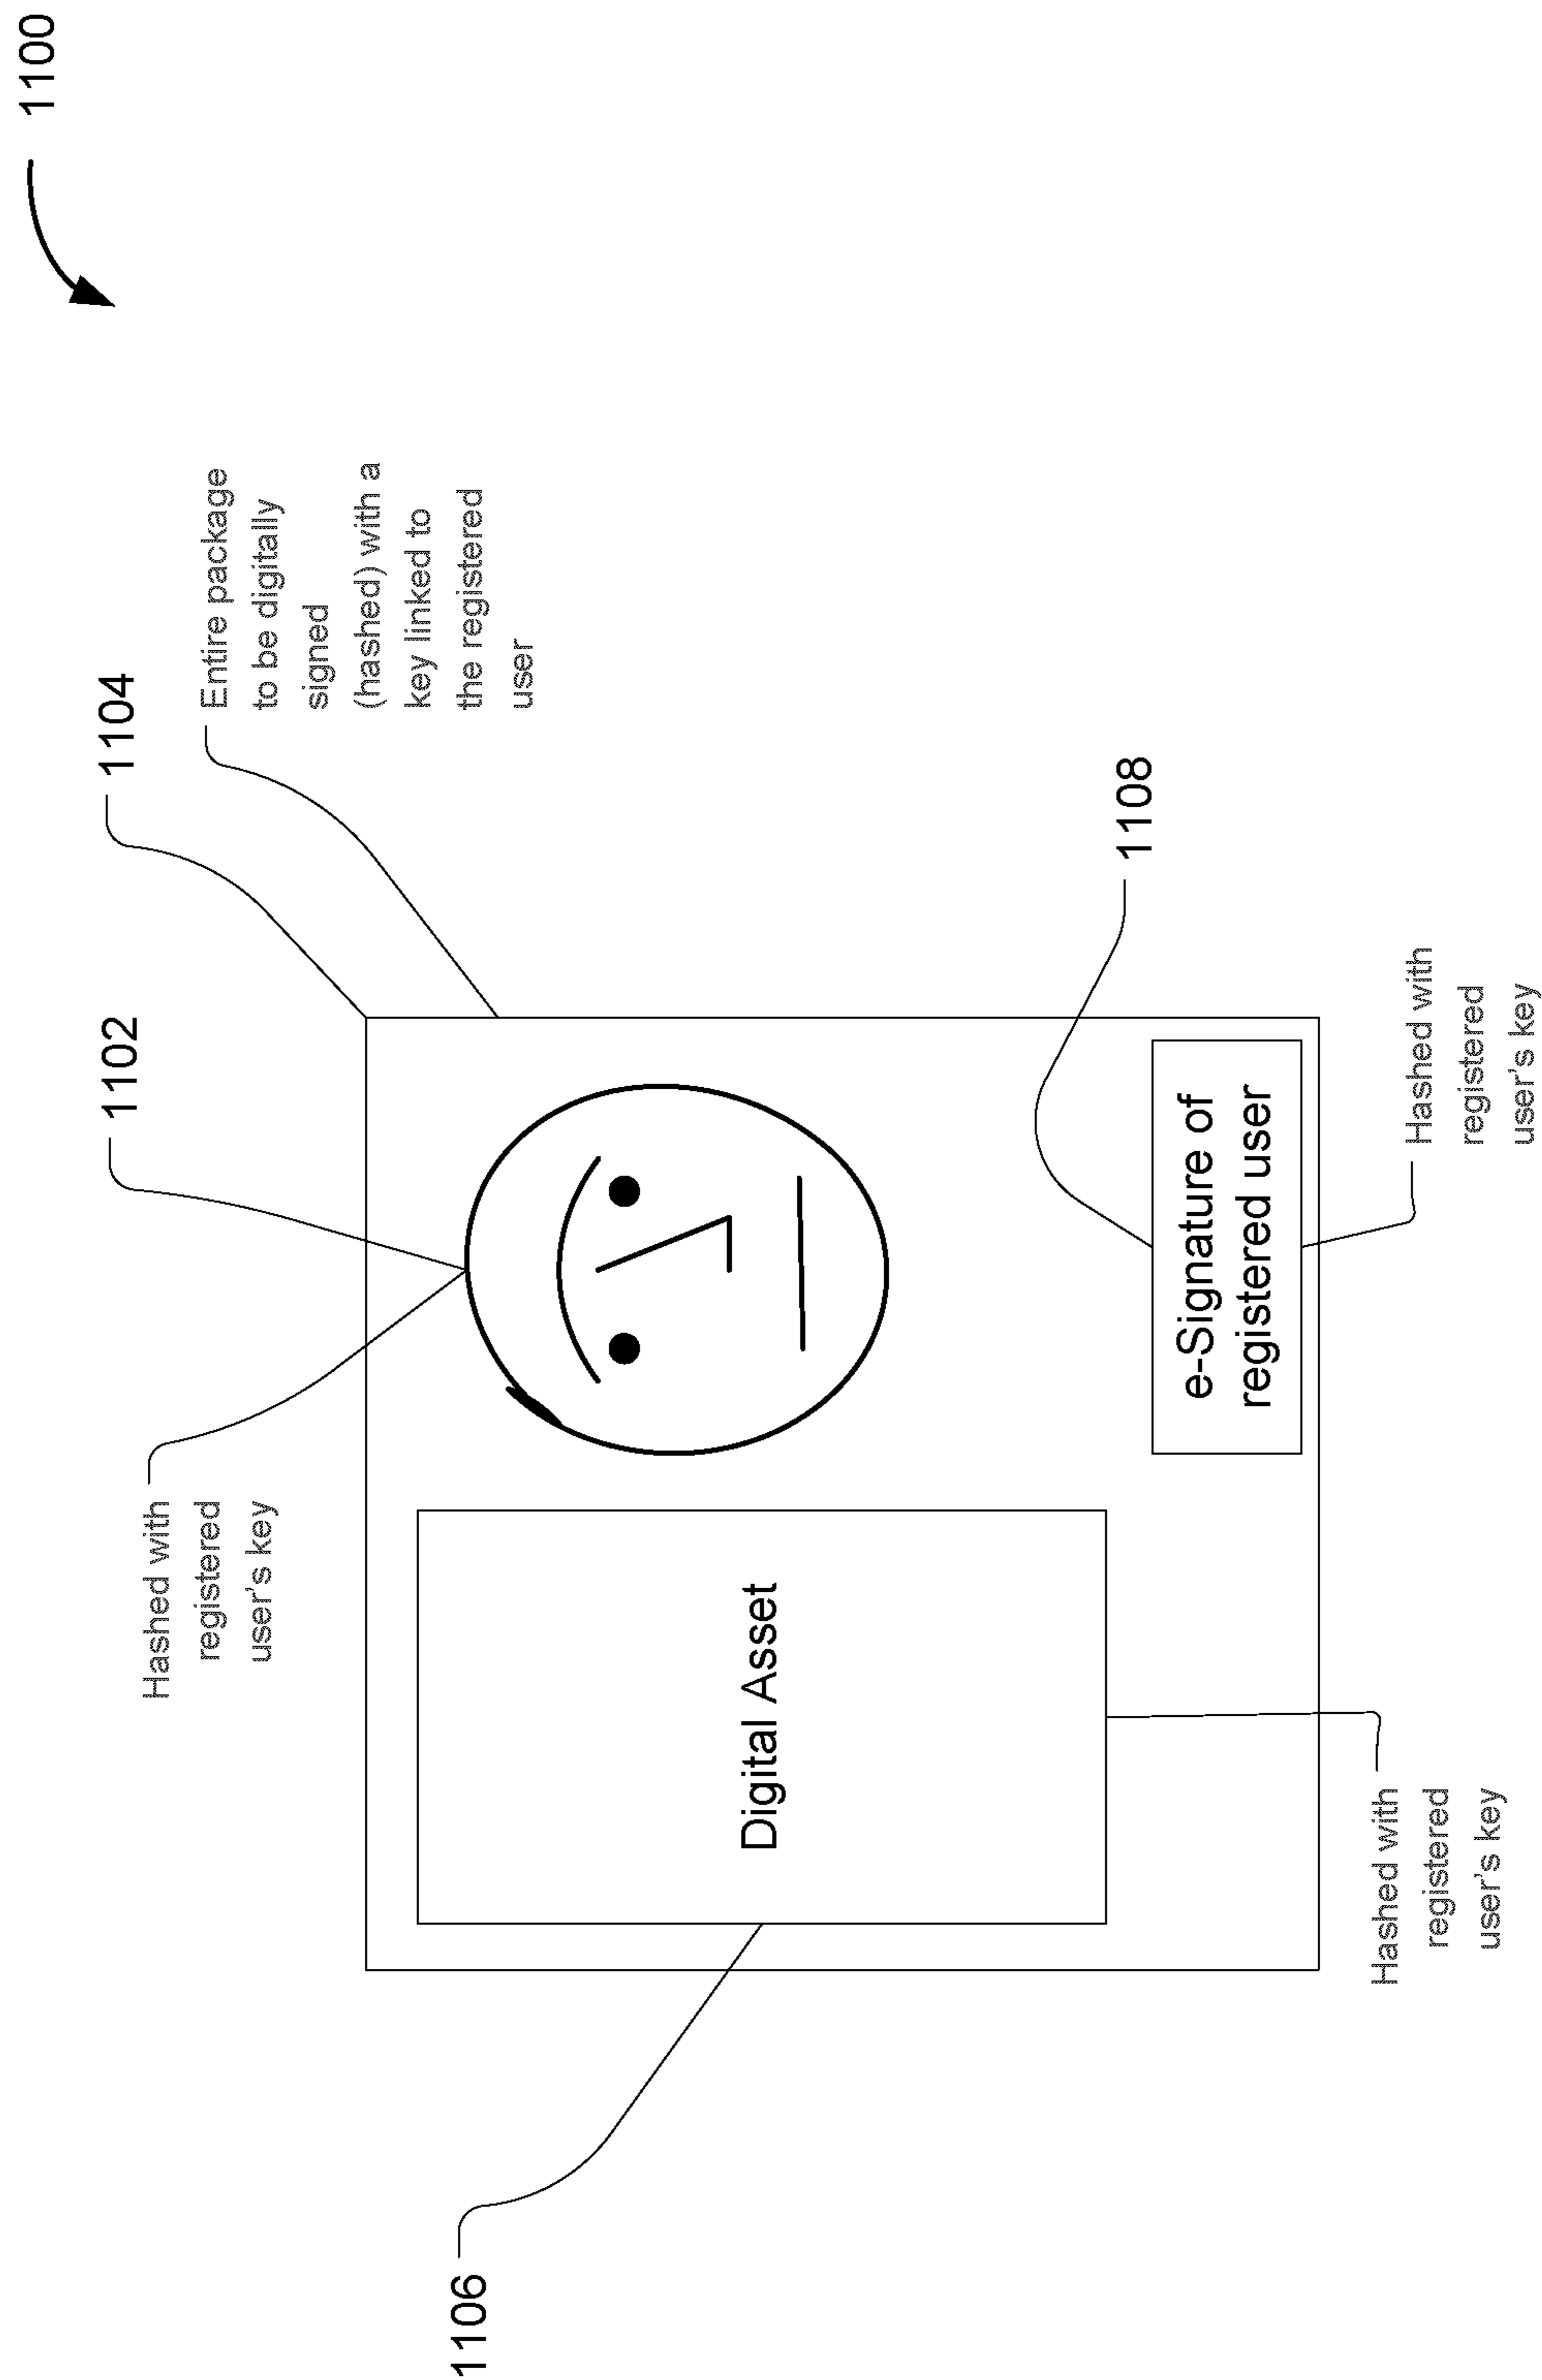 1100
1104
1102
Entire package
to be digitally
signed
(hashed) with a
key linked to
the registered
user
Hashed with
registered
user's key
1106
Digital Asset
1108
e-Signature of
registered user
Hashed with
registered
user's key
Hashed with
registered
user's key